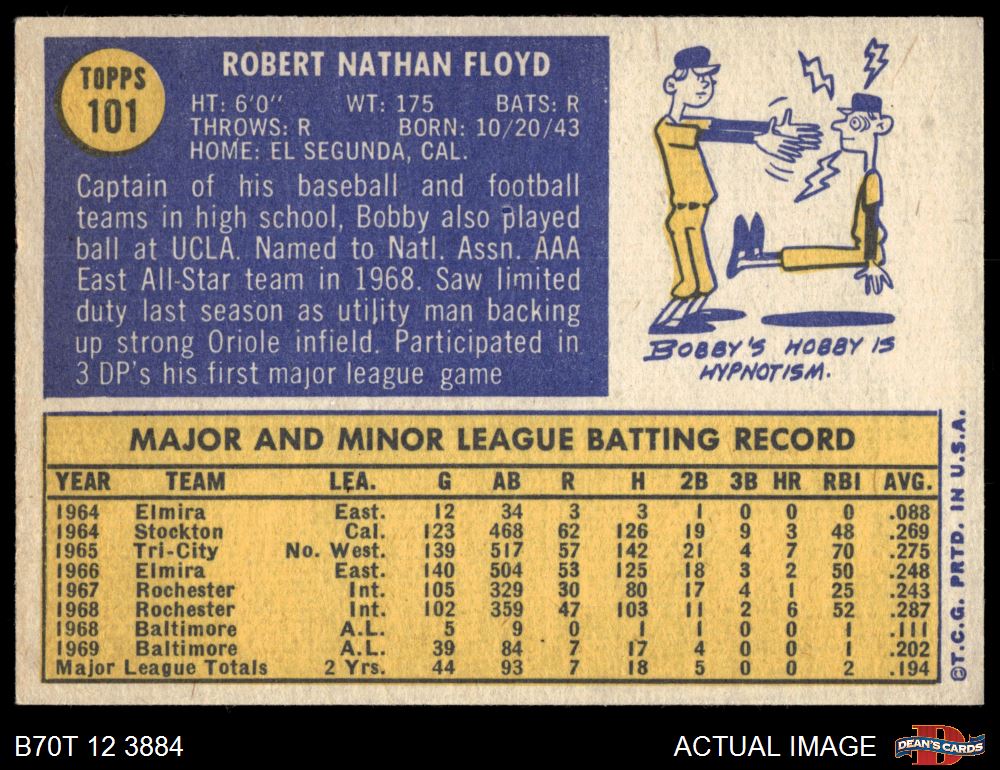 TOPPS
101
ROBERT NATHAN FLOYD
HT: 6'0" WT: 175 BATS: R
THROWS: R BORN: 10/20/43
HOME: EL SEGUNDA, CAL.
Captain of his baseball and football
teams in high school, Bobby also played
ball at UCLA. Named to Natl. Assn. AAA
East All-Star team in 1968. Saw limited
duty last season as utility man backing
up strong Oriole infield. Participated in
3 DP's his first major league game
BOBBY'S HOBBY IS
HYPNOTISM.
MAJOR AND MINOR LEAGUE BATTING RECORD
YEAR TEAM LEA. G AB R H 2B 3B HR RBI AVG.
1964 Elmira East. 12 34 3 3 1 0 0 0 .088
1964 Stockton Cal. 123 468 62 126 19 9 3 48 .269
1965 Tri-City No. West. 139 517 57 142 21 4 7 70 .275
1966 Elmira East. 140 504 53 125 18 3 2 50 .248
1967 Rochester Int. 105 329 30 80 17 4 1 25 .243
1968 Rochester Int. 102 359 47 103 11 2 6 52 .287
1968 Baltimore A.L. 5 9 0 1 1 0 0 1 .111
1969 Baltimore A.L. 39 84 7 17 4 0 0 1 .202
Major League Totals 2 Yrs. 44 93 7 18 5 0 0 2 .194
©T.C.G. PRTD. IN U.S.A.
B70T 12 3884
ACTUAL IMAGE
D
DEAN'S CARDS